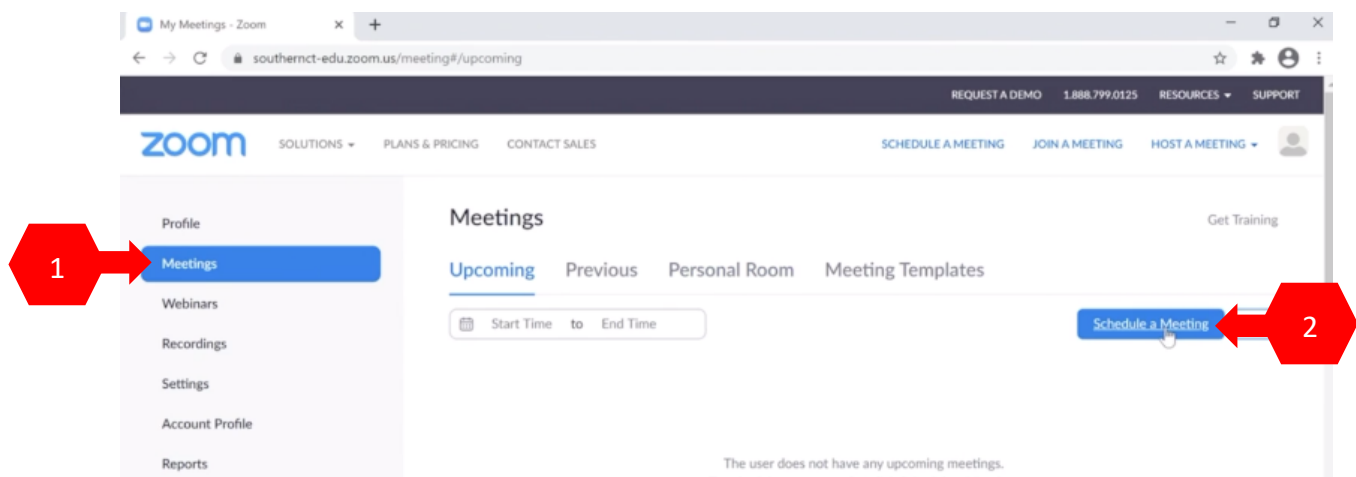 My Meetings - Zoom
southernct-edu.zoom.us/meeting#/upcoming
REQUEST A DEMO 1.888.799.0125 RESOURCES SUPPORT
zoom SOLUTIONS PLANS & PRICING CONTACT SALES SCHEDULE A MEETING JOIN A MEETING HOST A MEETING
Profile
Meetings
Webinars
Recordings
Settings
Account Profile
Reports
1
Meetings Get Training
Upcoming Previous Personal Room Meeting Templates
Start Time to End Time Schedule a Meeting
2
The user does not have any upcoming meetings.